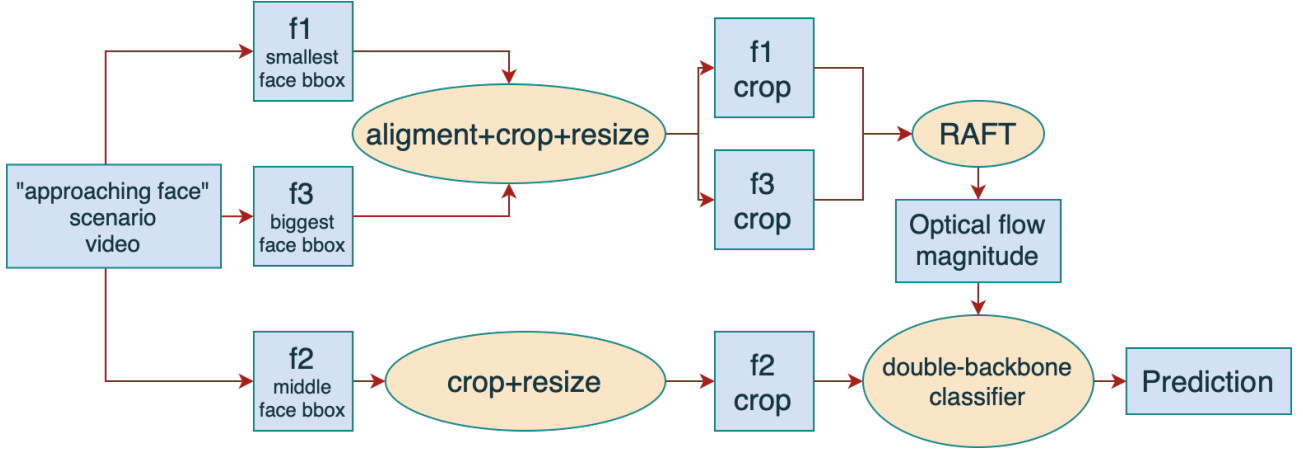 f1
smallest
face bbox
aligment+crop+resize
f1
crop
RAFT
"approaching face"
scenario
video
f3
biggest
face bbox
f3
crop
Optical flow
magnitude
f2
middle
face bbox
crop+resize
f2
crop
double-backbone
classifier
Prediction